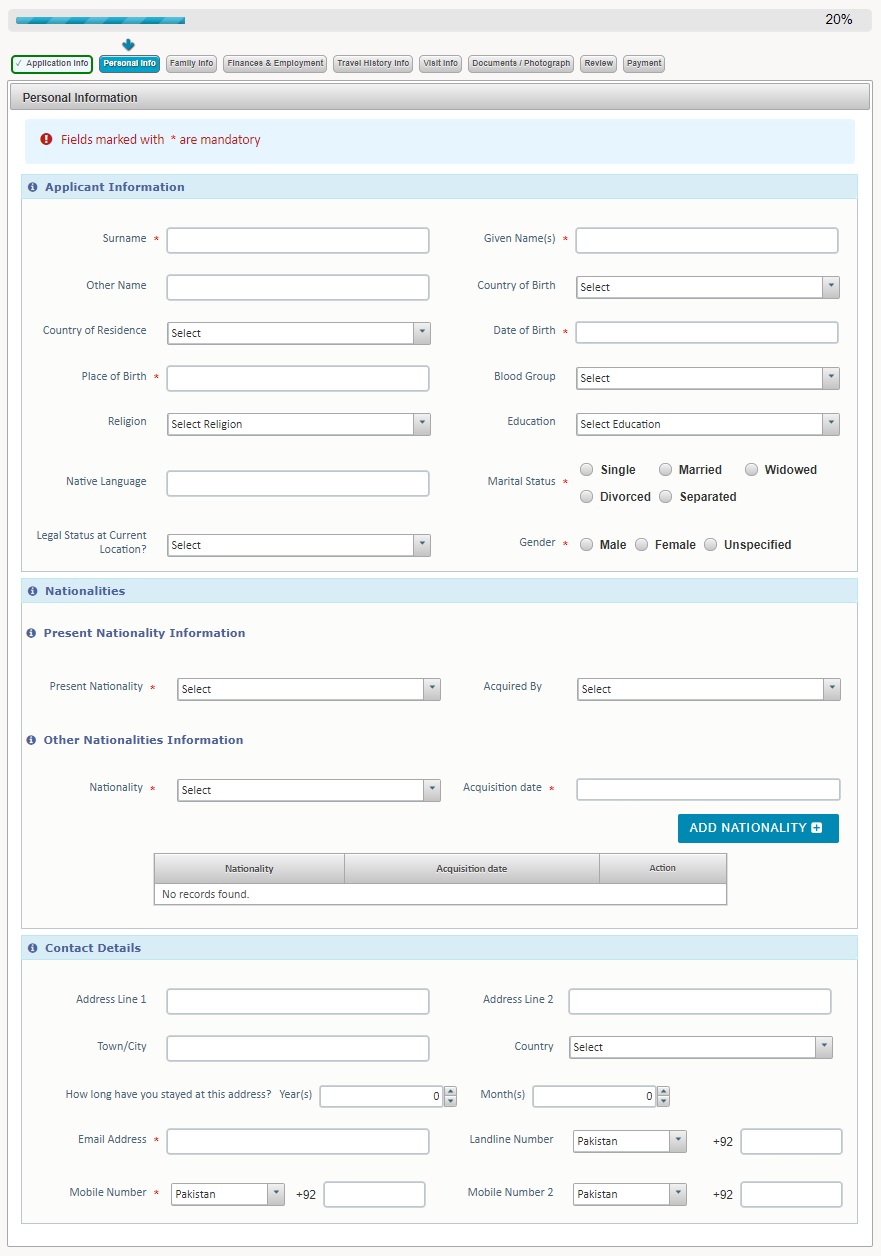 20%
✓ Application Info Personal Info Family Info Finances & Employment Travel History Info Visit Info Documents / Photograph Review Payment
Personal Information
Fields marked with * are mandatory
Applicant Information
Surname * Given Name(s) *
Other Name Country of Birth Select
Country of Residence Select Date of Birth *
Place of Birth * Blood Group Select
Religion Select Religion Education Select Education
Native Language Marital Status * Single Married Widowed
Divorced Separated
Legal Status at Current
Location? Select Gender * Male Female Unspecified
Nationalities
Present Nationality Information
Present Nationality * Select Acquired By Select
Other Nationalities Information
Nationality * Select Acquisition date *
ADD NATIONALITY
Nationality Acquisition date Action
No records found.
Contact Details
Address Line 1 Address Line 2
Town/City Country Select
How long have you stayed at this address? Year(s) 0 Month(s) 0
Email Address * Landline Number Pakistan +92
Mobile Number * Pakistan +92 Mobile Number 2 Pakistan +92